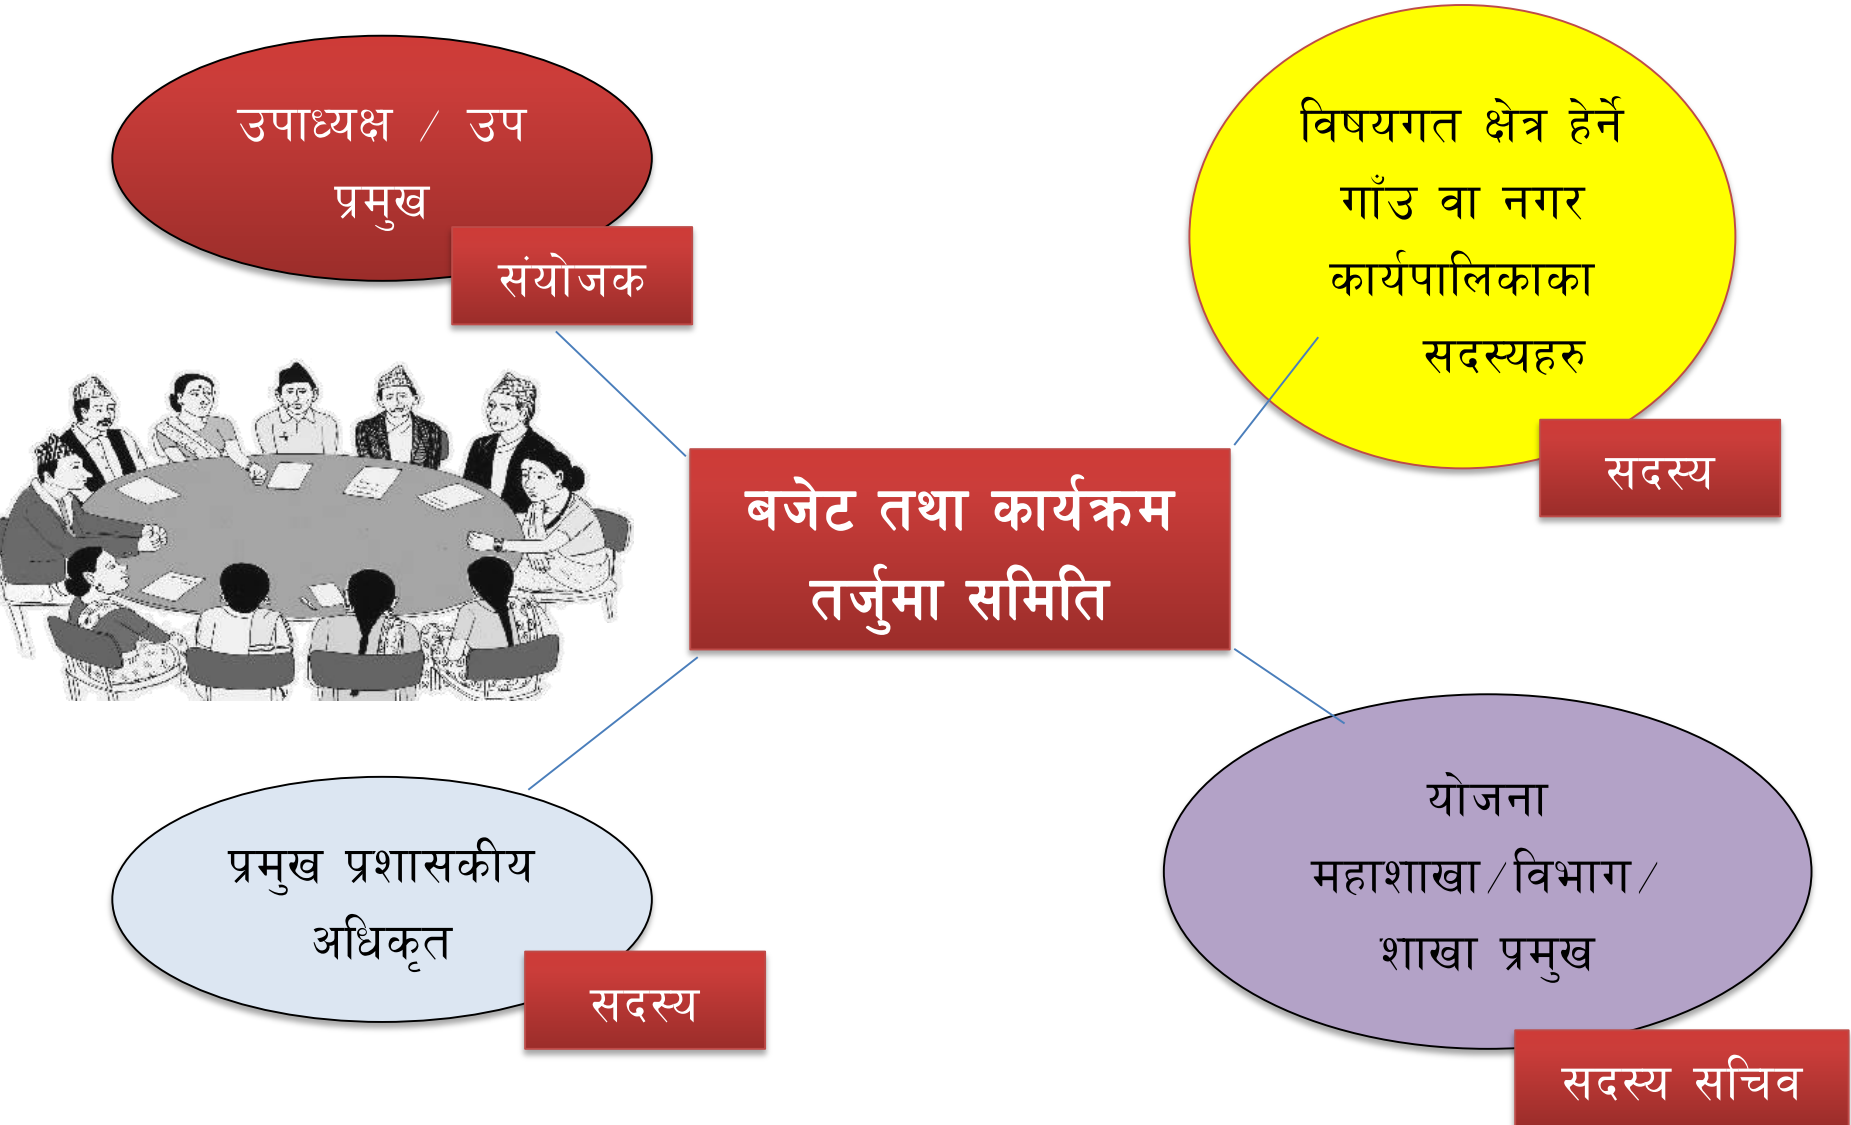 उपाध्यक्ष / उप
प्रमुख
संयोजक
विषयगत क्षेत्र हेर्ने
गाँउ वा नगर
कार्यपालिकाका
सदस्यहरु
सदस्य
बजेट तथा कार्यक्रम
तर्जुमा समिति
प्रमुख प्रशासकीय
अधिकृत
सदस्य
योजना
महाशाखा/विभाग/
शाखा प्रमुख
सदस्य सचिव